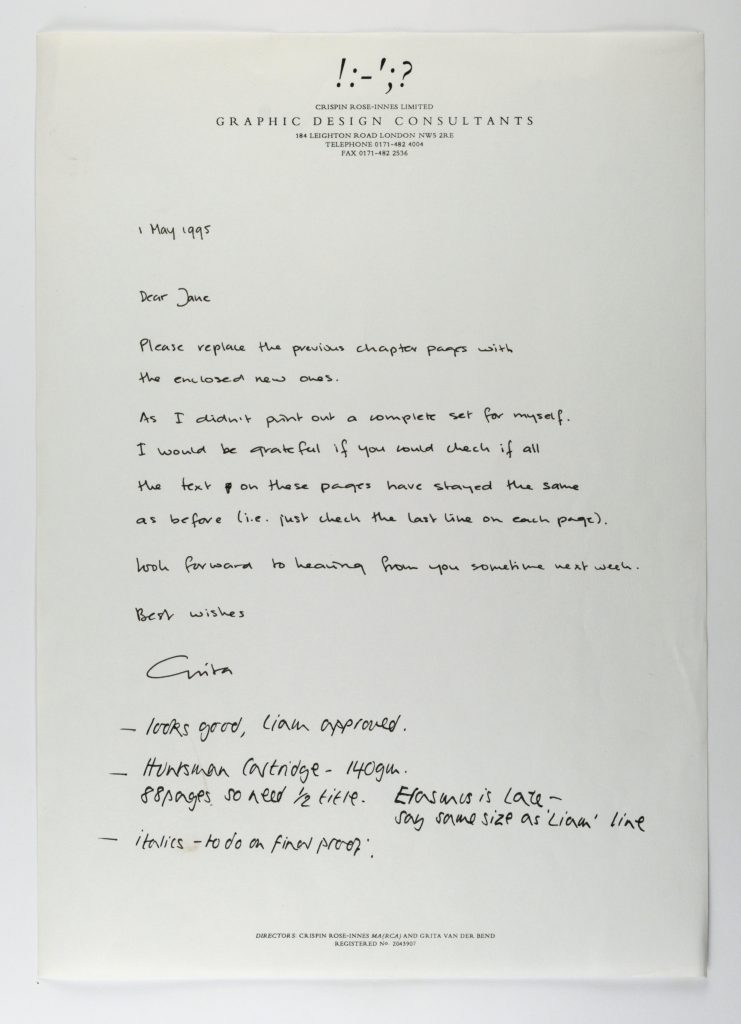 !:-';?
CRISPIN ROSE-INNES LIMITED
GRAPHIC DESIGN CONSULTANTS
184 LEIGHTON ROAD LONDON NW5 2RE
TELEPHONE 0171-482 4004
FAX 0171-482 2536
1 May 1995
Dear Jane
Please replace the previous chapter pages with
the enclosed new ones.
As I didn't print out a complete set for myself.
I would be grateful if you could check if all
the text on these pages have stayed the same
as before (i.e. just check the last line on each page).
Look forward to hearing from you sometime next week.
Best wishes
Grita
– looks good, Liam approved.
– Huntsman Cartridge – 140gm.
88 pages so need ½ title. Erasmus is Late –
say same size as 'Liam' line
– italics – to do on final proof.
DIRECTORS: CRISPIN ROSE-INNES MA(RCA) AND GRITA VAN DER BEND
REGISTERED No. 2043907